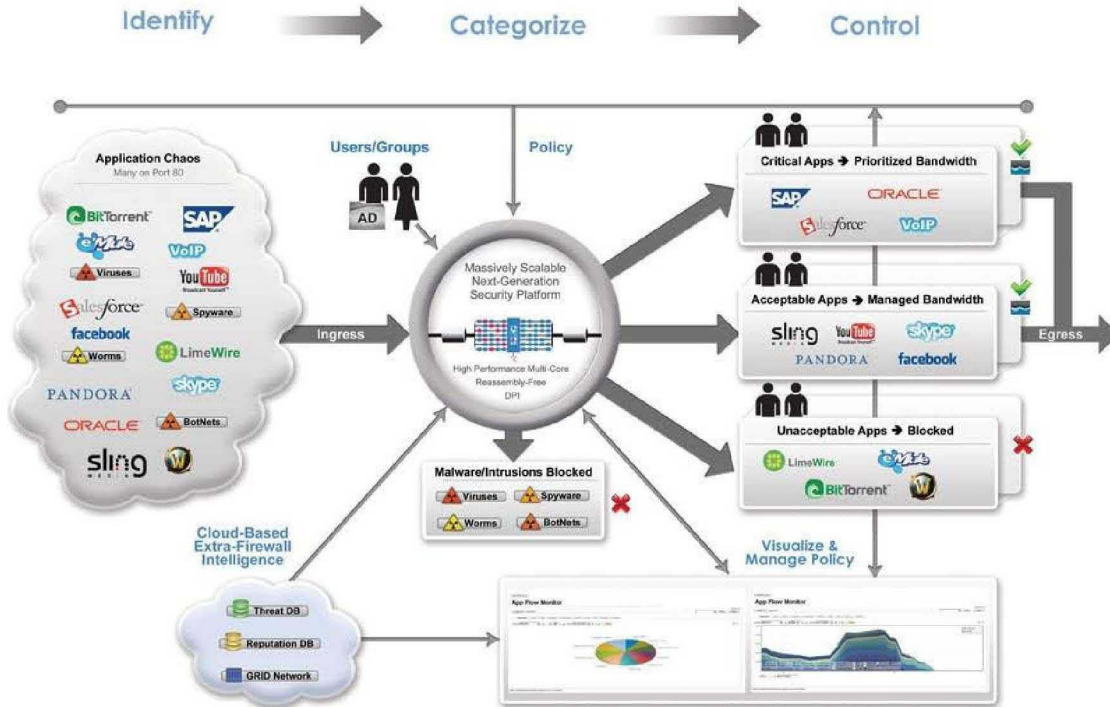 Identify
Categorize
Control
Application Chaos
Many on Port 80
BitTorrent
SAP
eMule
VoIP
Viruses
YouTube
Broadcast Yourself
salesforce
Spyware
facebook
Worms
LimeWire
PANDORA
skype
ORACLE
BotNets
sling
MEDIA
W
Users/Groups
AD
Policy
Ingress
Massively Scalable
Next-Generation
Security Platform
High Performance Multi-Core
Reassembly-Free
DPI
Malware/Intrusions Blocked
Viruses
Spyware
Worms
BotNets
Critical Apps → Prioritized Bandwidth
SAP
ORACLE
salesforce
VoIP
Acceptable Apps → Managed Bandwidth
sling
MEDIA
YouTube
Broadcast Yourself
skype
PANDORA
facebook
Egress
Unacceptable Apps → Blocked
LimeWire
eMule
BitTorrent
W
Cloud-Based
Extra-Firewall
Intelligence
Threat DB
Reputation DB
GRID Network
Visualize &
Manage Policy
App Flow Monitor
App Flow Monitor